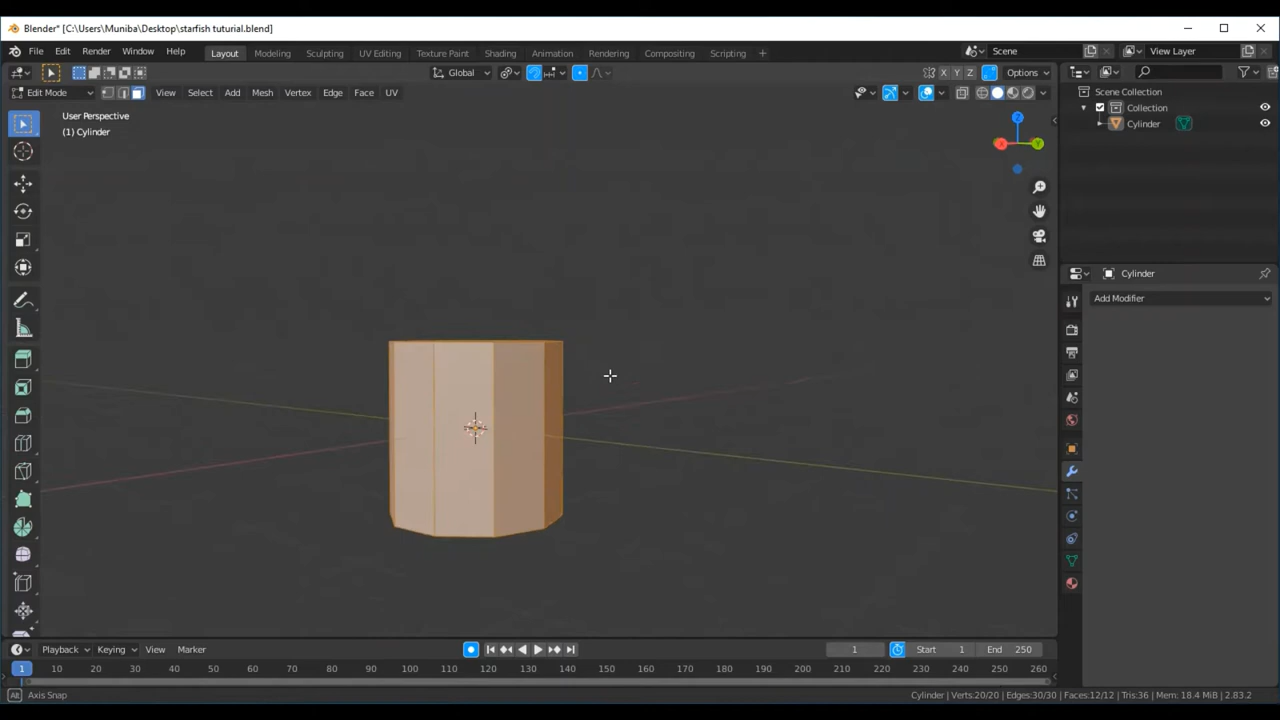 Blender* [C:\Users\Muniba\Desktop\starfish tuturial.blend]
File Edit Render Window Help Layout Modeling Sculpting UV Editing Texture Paint Shading Animation Rendering Compositing Scripting Scene View Layer
Global Options
Edit Mode View Select Add Mesh Vertex Edge Face UV
X Y Z
Scene Collection
Collection
Cylinder
User Perspective
(1) Cylinder
Z
X Y
Cylinder
Add Modifier
Playback Keying View Marker 1 Start 1 End 250
1 10 20 30 40 50 60 70 80 90 100 110 120 130 140 150 160 170 180 190 200 210 220 230 240 250 260
Alt Axis Snap Cylinder | Verts:20/20 | Edges:30/30 | Faces:12/12 | Tris:36 | Mem: 18.4 MiB | 2.83.2